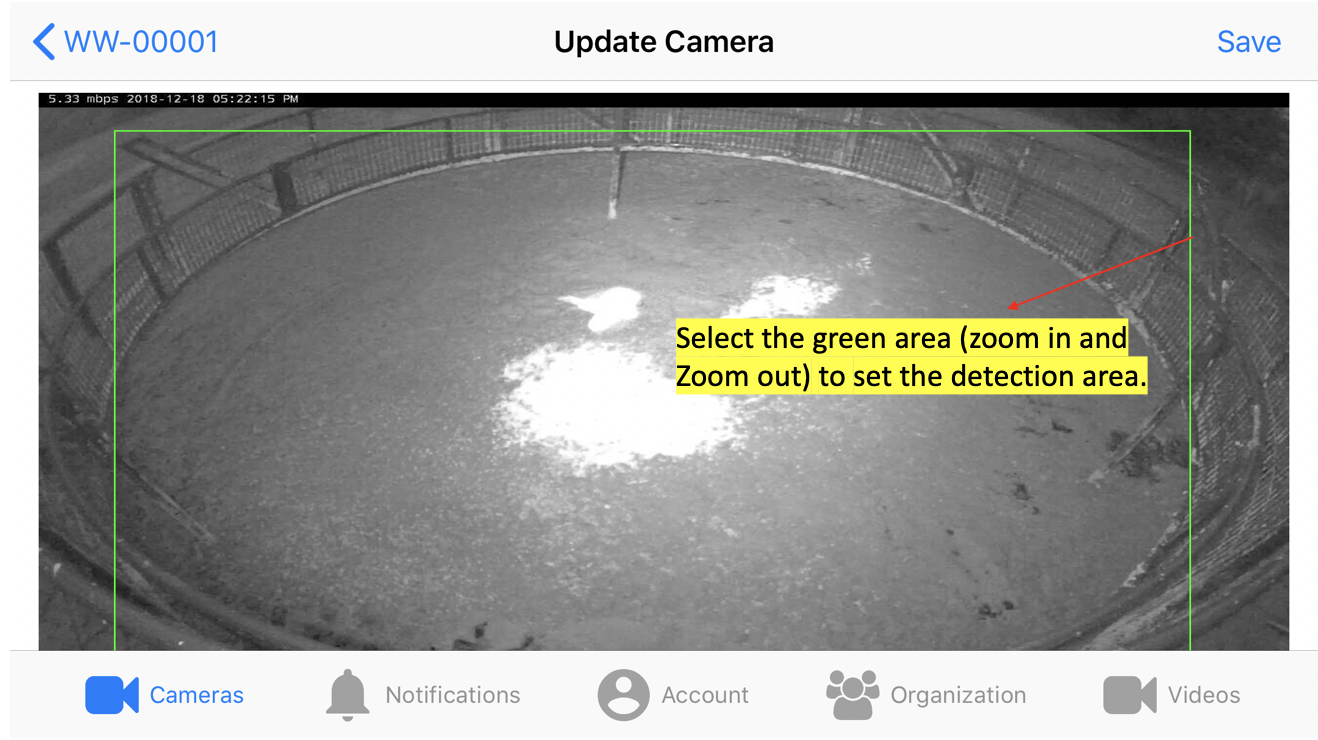 WW-00001
Update Camera
Save
5.33 mbps 2018-12-18 05:22:15 PM
Select the green area (zoom in and
Zoom out) to set the detection area.
Cameras
Notifications
Account
Organization
Videos